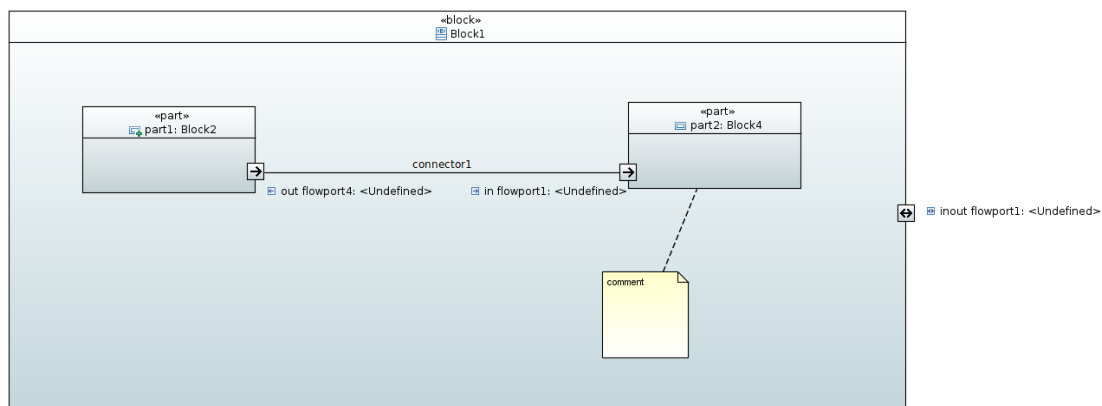 «block»
Block1
«part»
part1: Block2
«part»
part2: Block4
connector1
out flowport4: <Undefined>
in flowport1: <Undefined>
inout flowport1: <Undefined>
comment